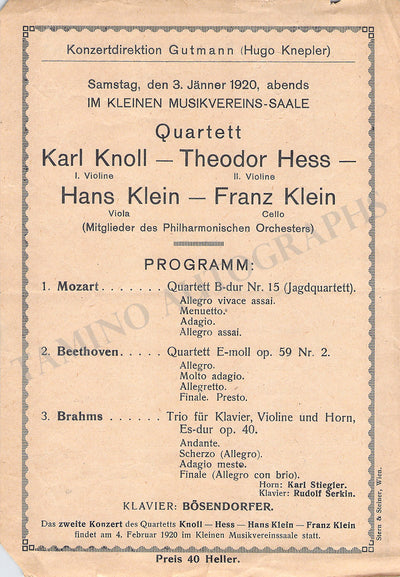 Konzertdirektion Gutmann (Hugo Knepler)
Samstag, den 3. Jänner 1920, abends
IM KLEINEN MUSIKVEREINS-SAALE
Quartett
Karl Knoll — Theodor Hess —
I. Violine II. Violine
Hans Klein — Franz Klein
Viola Cello
(Mitglieder des Philharmonischen Orchesters)
PROGRAMM:
1. Mozart . . . . . . . Quartett B-dur Nr. 15 (Jagdquartett).
Allegro vivace assai.
Menuetto.
Adagio.
Allegro assai.
2. Beethoven. . . . . Quartett E-moll op. 59 Nr. 2.
Allegro.
Molto adagio.
Allegretto.
Finale. Presto.
3. Brahms . . . . . . Trio für Klavier, Violine und Horn,
Es-dur op. 40.
Andante.
Scherzo (Allegro).
Adagio mesto.
Finale (Allegro con brio).
Horn: Karl Stiegler.
Klavier: Rudolf Serkin.
KLAVIER: BÖSENDORFER.
Das zweite Konzert des Quartetts Knoll — Hess — Hans Klein — Franz Klein
findet am 4. Februar 1920 im Kleinen Musikvereinssaale statt.
Preis 40 Heller.
Stern & Steiner, Wien.
TAMINO AUTOGRAPHS